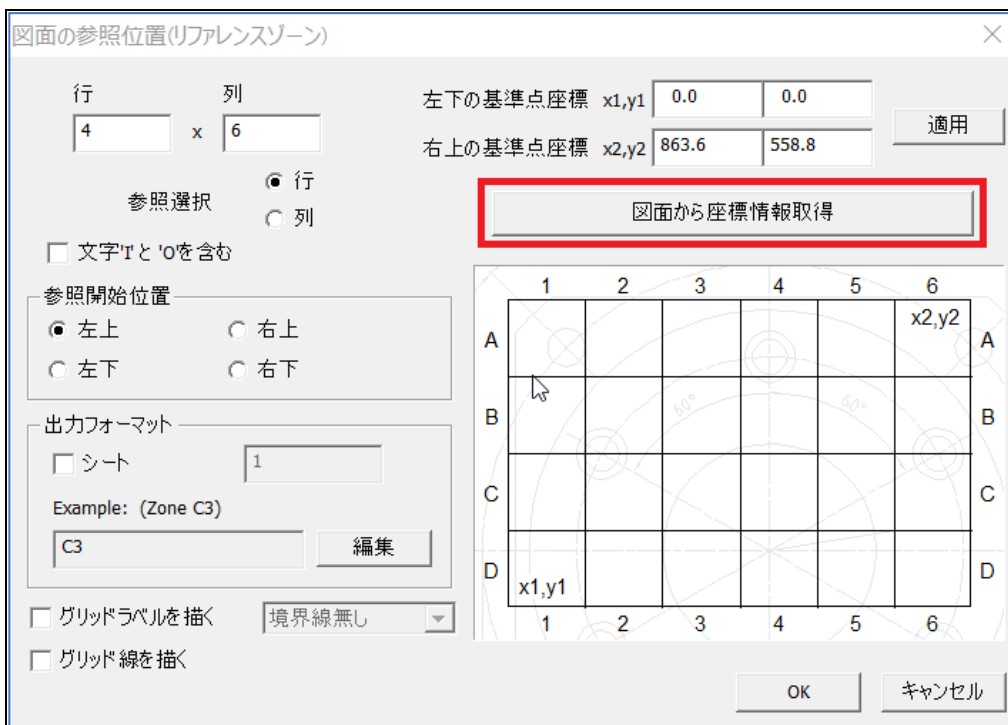 図面の参照位置(リファレンスゾーン)
行 列
4 x 6
参照選択
行
列
文字'I'と'O'を含む
参照開始位置
左上 右上
左下 右下
出力フォーマット
シート 1
Example: (Zone C3)
C3 編集
グリッドラベルを描く 境界線無し
グリッド線を描く
左下の基準点座標 x1,y1 0.0 0.0
右上の基準点座標 x2,y2 863.6 558.8
適用
図面から座標情報取得
1 2 3 4 5 6
x2,y2
A A
60° 60°
B B
C C
D D
x1,y1
1 2 3 4 5 6
OK キャンセル